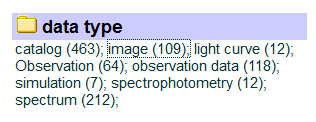 data type
catalog (463); image (109); light curve (12);
Observation (64); observation data (118);
simulation (7); spectrophotometry (12);
spectrum (212);